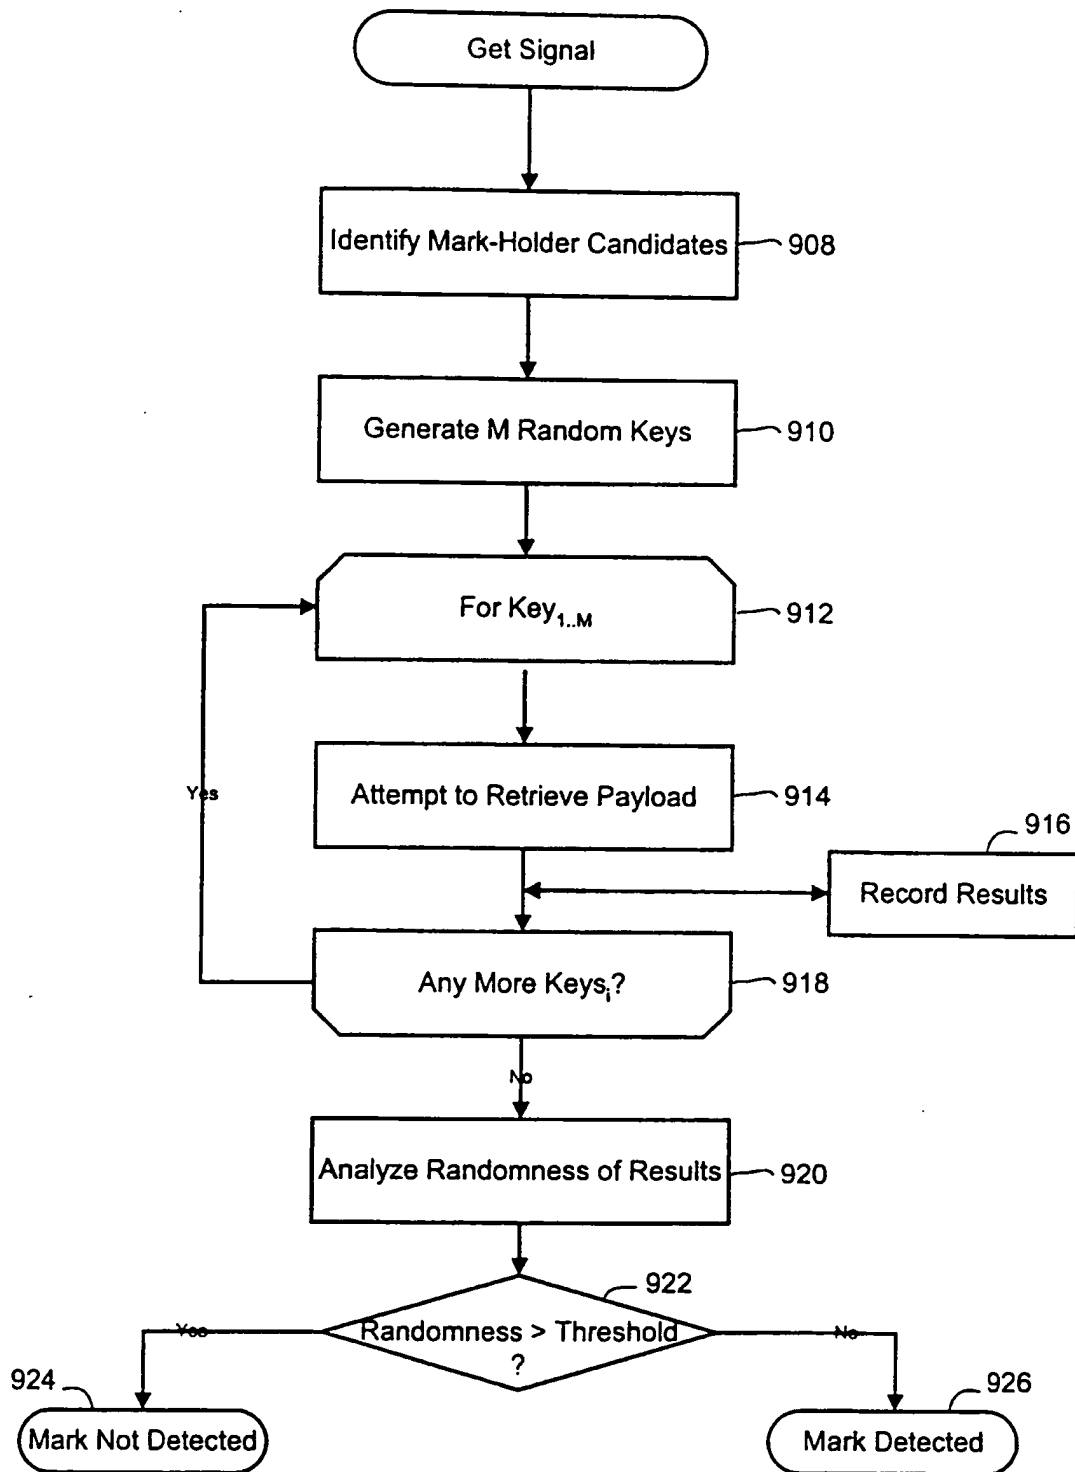 Get Signal
Identify Mark-Holder Candidates
908
Generate M Random Keys
910
For Key1..M
912
Attempt to Retrieve Payload
914
Yes
916
Record Results
Any More Keysi?
918
No
Analyze Randomness of Results
920
922
Randomness > Threshold
?
Yes
No
924
Mark Not Detected
926
Mark Detected